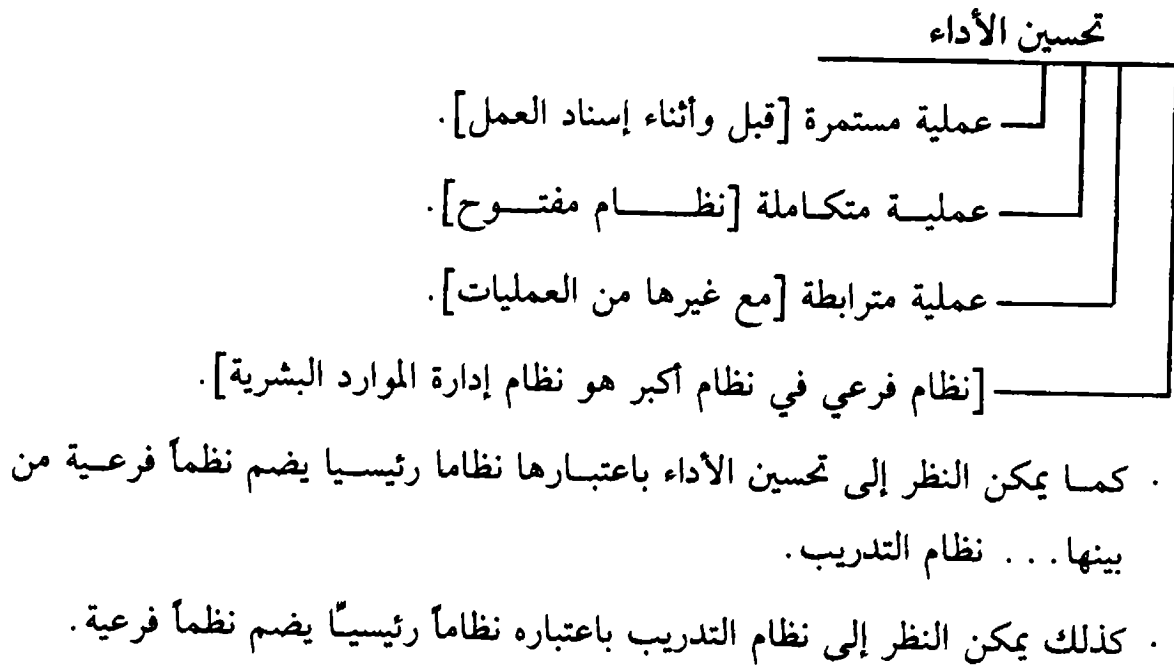 تحسين الأداء
عملية مستمرة [قبل وأثناء إسناد العمل].
عملية متكاملة [نظام مفتوح].
عملية مترابطة [مع غيرها من العمليات].
[نظام فرعي في نظام أكبر هو نظام إدارة الموارد البشرية].
. كما يمكن النظر إلى تحسين الأداء باعتبارها نظاما رئيسيا يضم نظماً فرعية من
بينها . . . نظام التدريب.
. كذلك يمكن النظر إلى نظام التدريب باعتباره نظاماً رئيسيًّا يضم نظماً فرعية.